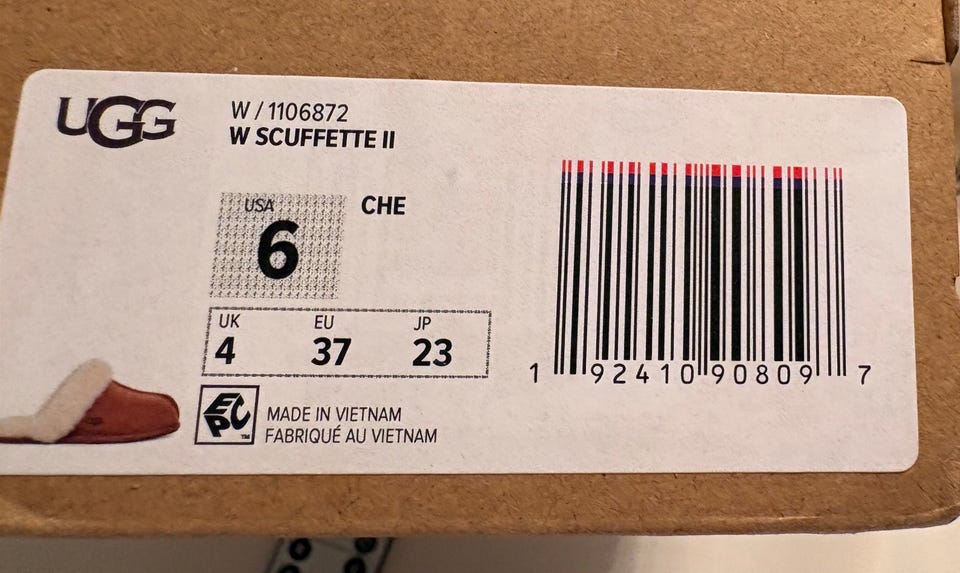 UGG
W / 1106872
W SCUFFETTE II
USA
6
CHE
UK EU JP
4 37 23
EPC™
MADE IN VIETNAM
FABRIQUÉ AU VIETNAM
1 92410 90809 7